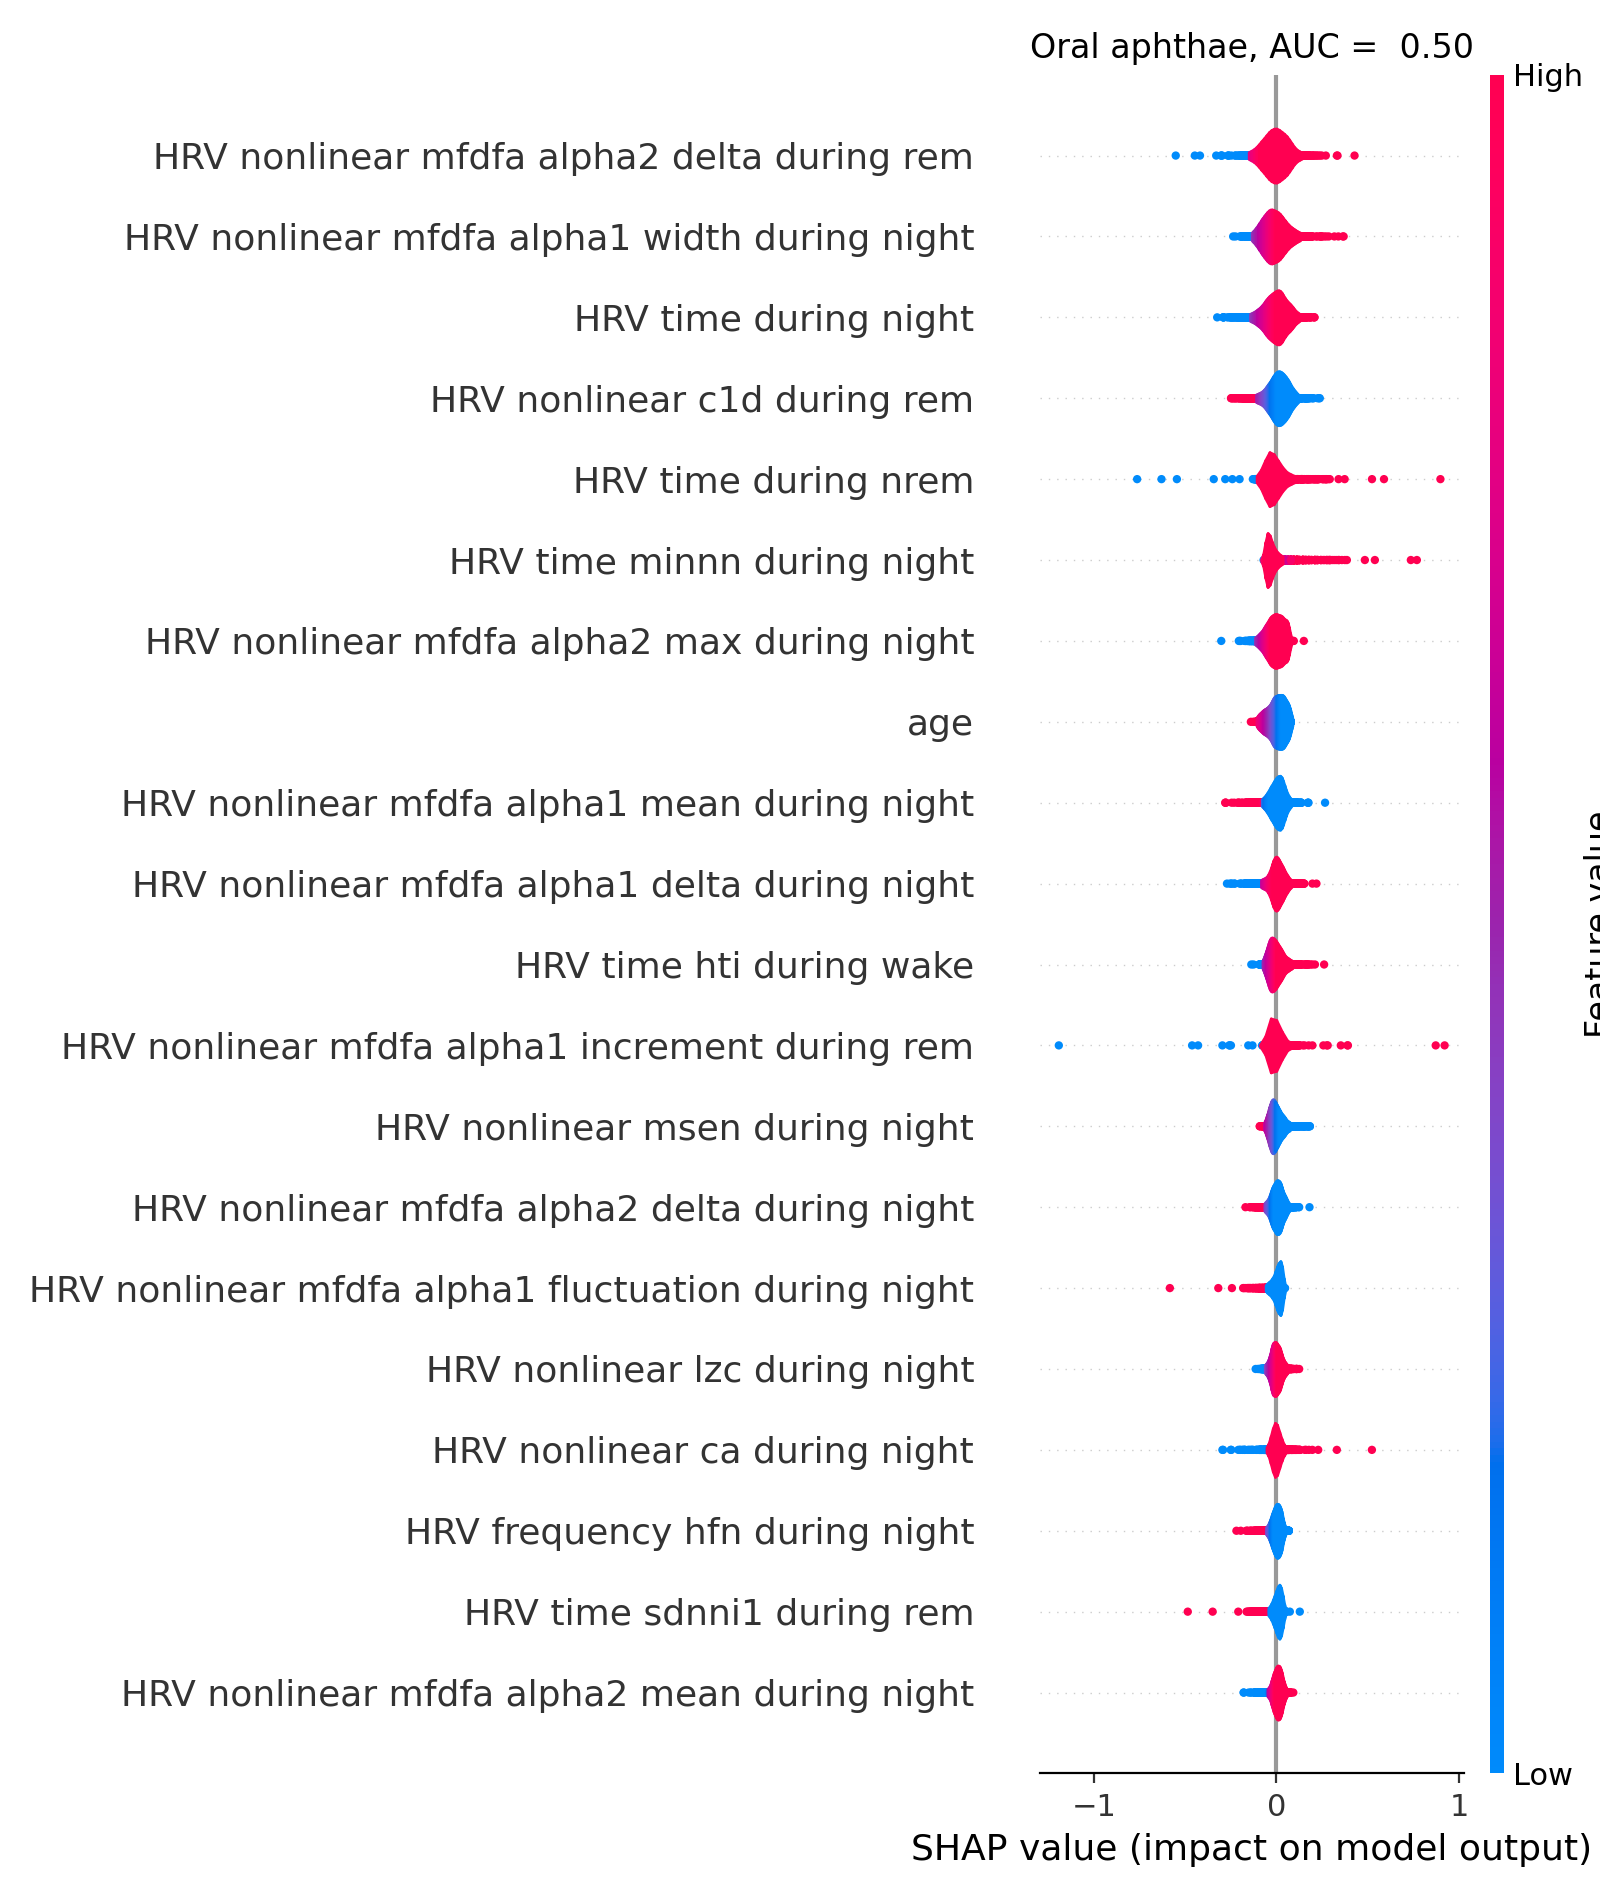 Oral aphthae, AUC =  0.50
High
HRV nonlinear mfdfa alpha2 delta during rem
HRV nonlinear mfdfa alpha1 width during night
HRV time during night
HRV nonlinear c1d during rem
HRV time during nrem
HRV time minnn during night
HRV nonlinear mfdfa alpha2 max during night
age
HRV nonlinear mfdfa alpha1 mean during night
HRV nonlinear mfdfa alpha1 delta during night
HRV time hti during wake
HRV nonlinear mfdfa alpha1 increment during rem
HRV nonlinear msen during night
HRV nonlinear mfdfa alpha2 delta during night
HRV nonlinear mfdfa alpha1 fluctuation during night
HRV nonlinear lzc during night
HRV nonlinear ca during night
HRV frequency hfn during night
HRV time sdnni1 during rem
HRV nonlinear mfdfa alpha2 mean during night
Feature value
Low
−1 0 1
SHAP value (impact on model output)